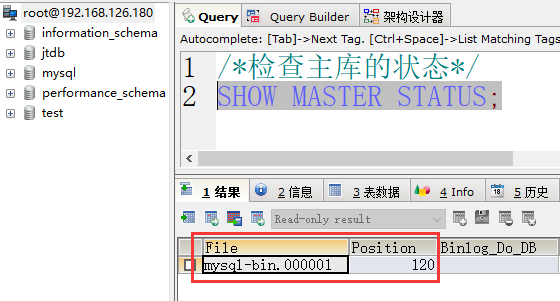 root@192.168.126.180
information_schema
jtdb
mysql
performance_schema
test
Query
Query Builder
架构设计器
Autocomplete: [Tab]->Next Tag. [Ctrl+Space]->List Matching Tags
1 /*检查主库的状态*/
2 SHOW MASTER STATUS;
1 结果 2 信息 3 表数据 4 Info 5 历史
Read-only result
File Position Binlog_Do_DB
mysql-bin.000001 120